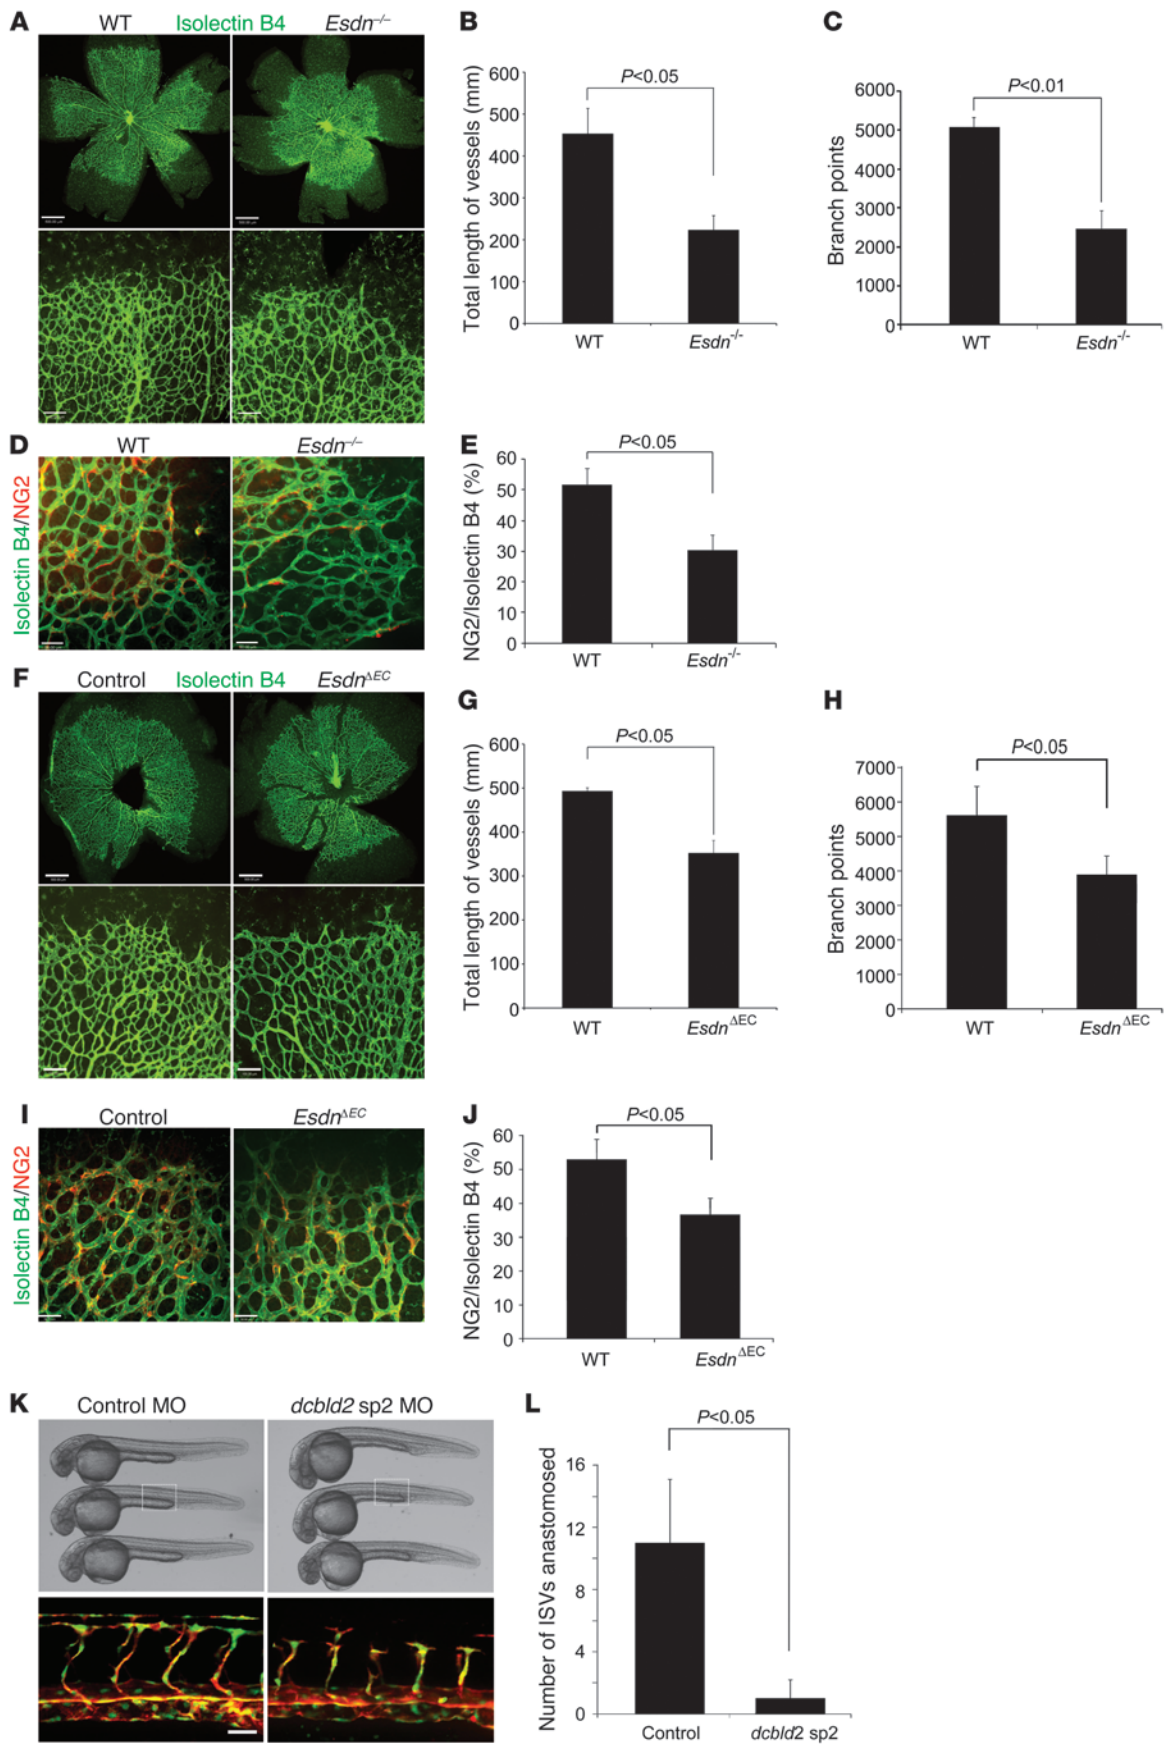 A WT Isolectin B4 Esdn–/–
B
P<0.05
Total length of vessels (mm)
600
500
400
300
200
100
0
WT Esdn-/-
C
P<0.01
Branch points
6000
5000
4000
3000
2000
1000
0
WT Esdn-/-
D WT Esdn–/–
Isolectin B4/NG2
E
P<0.05
NG2/Isolectin B4 (%)
60
50
40
30
20
10
0
WT Esdn-/-
F Control Isolectin B4 EsdnΔEC
G
P<0.05
Total length of vessels (mm)
600
500
400
300
200
100
0
WT EsdnΔEC
H
P<0.05
Branch points
7000
6000
5000
4000
3000
2000
1000
0
WT EsdnΔEC
I Control EsdnΔEC
Isolectin B4/NG2
J
P<0.05
NG2/Isolectin B4 (%)
60
50
40
30
20
10
0
WT EsdnΔEC
K Control MO dcbld2 sp2 MO
L
P<0.05
Number of ISVs anastomosed
16
12
8
4
0
Control dcbld2 sp2